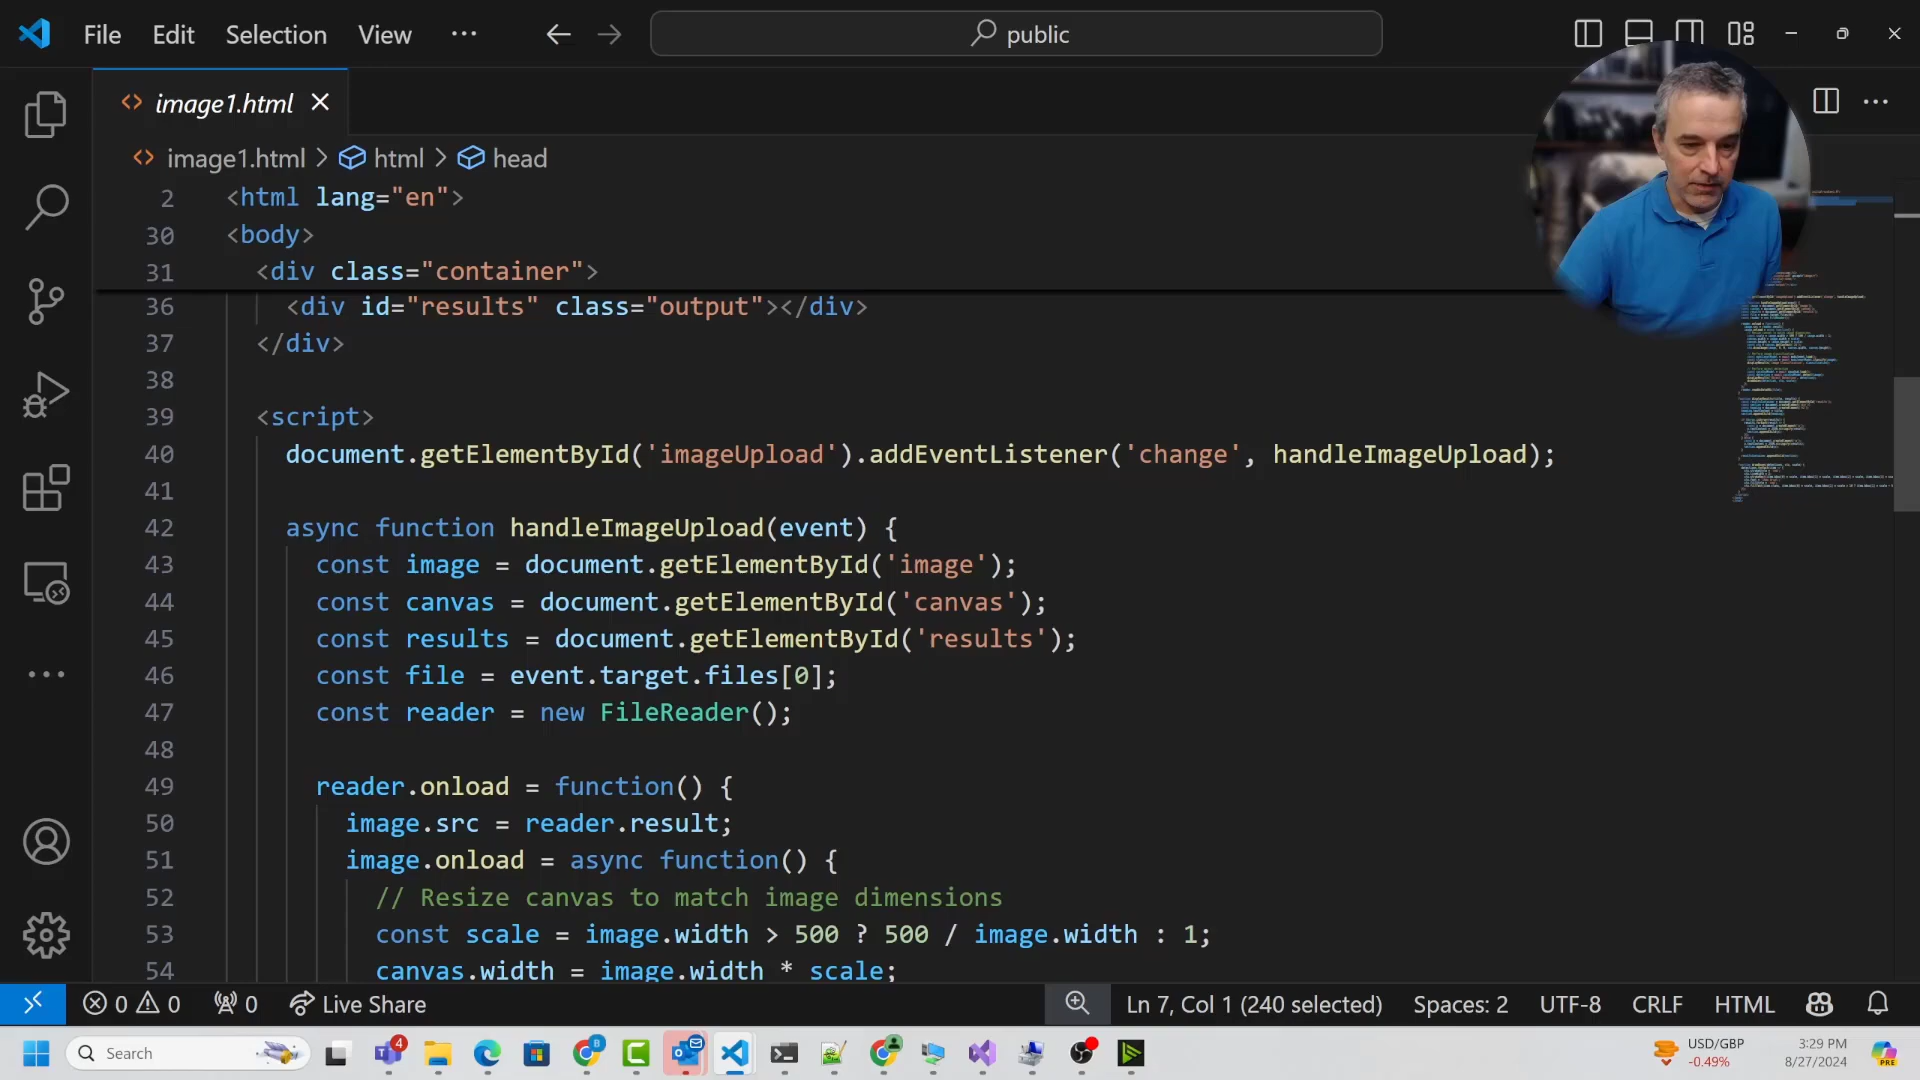 File Edit Selection View ··· public
image1.html
image1.html > html > head
2 <html lang="en">
30 <body>
31 <div class="container">
36 <div id="results" class="output"></div>
37 </div>
38
39 <script>
40 document.getElementById('imageUpload').addEventListener('change', handleImageUpload);
41
42 async function handleImageUpload(event) {
43 const image = document.getElementById('image');
44 const canvas = document.getElementById('canvas');
45 const results = document.getElementById('results');
46 const file = event.target.files[0];
47 const reader = new FileReader();
48
49 reader.onload = function() {
50 image.src = reader.result;
51 image.onload = async function() {
52 // Resize canvas to match image dimensions
53 const scale = image.width > 500 ? 500 / image.width : 1;
54 canvas.width = image.width * scale;
0 0 0 Live Share Ln 7, Col 1 (240 selected) Spaces: 2 UTF-8 CRLF HTML
Search 4 USD/GBP 3:29 PM
-0.49% 8/27/2024
PRE